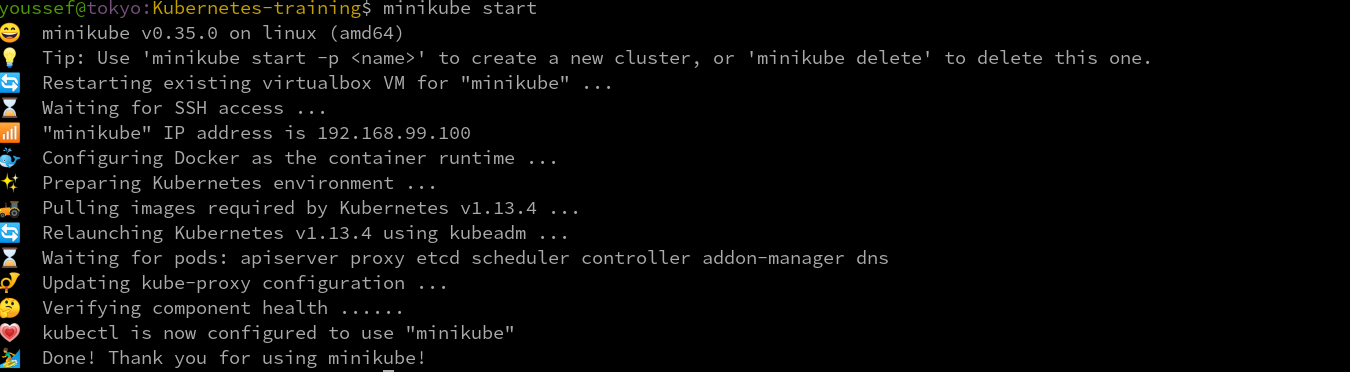 youssef@tokyo:Kubernetes-training$ minikube start
😄 minikube v0.35.0 on linux (amd64)
💡 Tip: Use 'minikube start -p <name>' to create a new cluster, or 'minikube delete' to delete this one.
🔄 Restarting existing virtualbox VM for "minikube" ...
⌛ Waiting for SSH access ...
📶 "minikube" IP address is 192.168.99.100
🐳 Configuring Docker as the container runtime ...
✨ Preparing Kubernetes environment ...
🚜 Pulling images required by Kubernetes v1.13.4 ...
🔄 Relaunching Kubernetes v1.13.4 using kubeadm ...
⌛ Waiting for pods: apiserver proxy etcd scheduler controller addon-manager dns
📯 Updating kube-proxy configuration ...
🤔 Verifying component health ......
💗 kubectl is now configured to use "minikube"
🏄 Done! Thank you for using minikube!